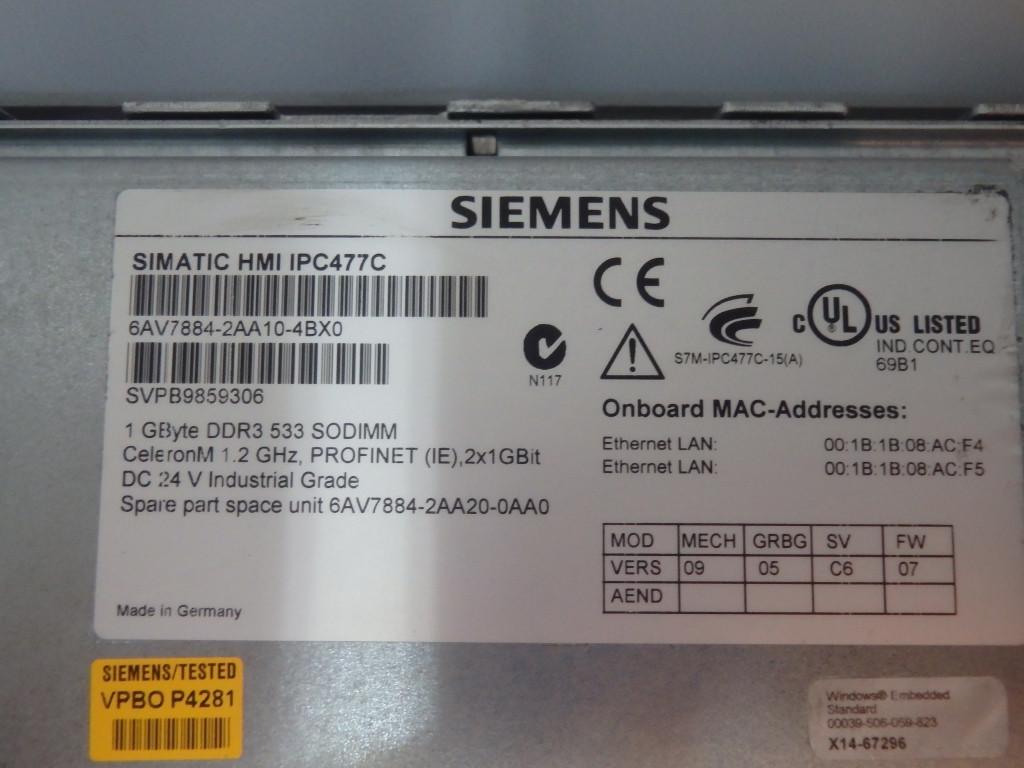 SIEMENS
SIMATIC HMI IPC477C
6AV7884-2AA10-4BX0
SVPB9859306
1 GByte DDR3 533 SODIMM
CeleronM 1.2 GHz, PROFINET (IE),2x1GBit
DC 24 V Industrial Grade
Spare part space unit 6AV7884-2AA20-0AA0
Made in Germany
CE
N117
S7M-IPC477C-15(A)
C UL US LISTED
IND.CONT.EQ
69B1
Onboard MAC-Addresses:
Ethernet LAN: 00:1B:1B:08:AC:F4
Ethernet LAN: 00:1B:1B:08:AC:F5
MOD MECH GRBG SV FW
VERS 09 05 C6 07
AEND
SIEMENS/TESTED
VPBO P4281
Windows® Embedded
Standard
00039-506-059-823
X14-67296